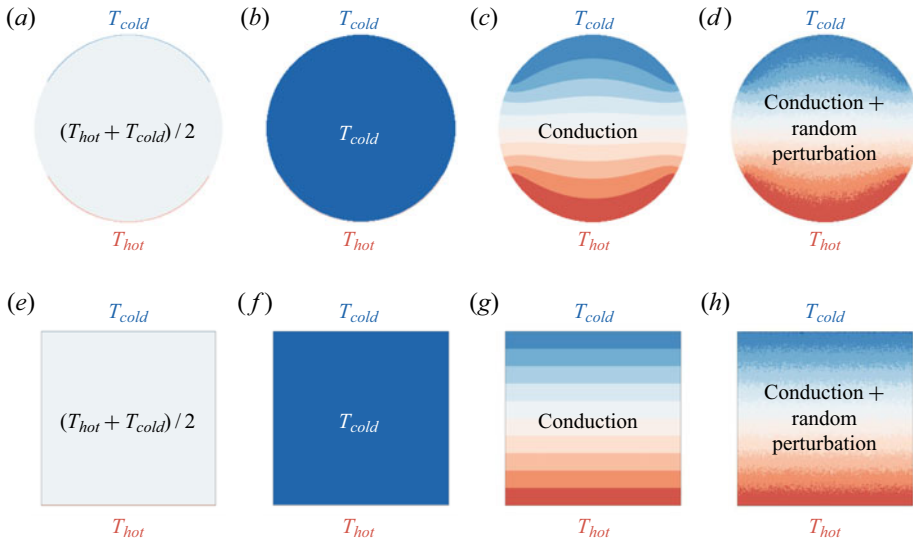 (a) T_cold (b) T_cold (c) T_cold (d) T_cold
(T_hot + T_cold) / 2
T_cold
Conduction
Conduction +
random
perturbation
T_hot T_hot T_hot T_hot
(e) T_cold (f) T_cold (g) T_cold (h) T_cold
(T_hot + T_cold) / 2
T_cold
Conduction
Conduction +
random
perturbation
T_hot T_hot T_hot T_hot